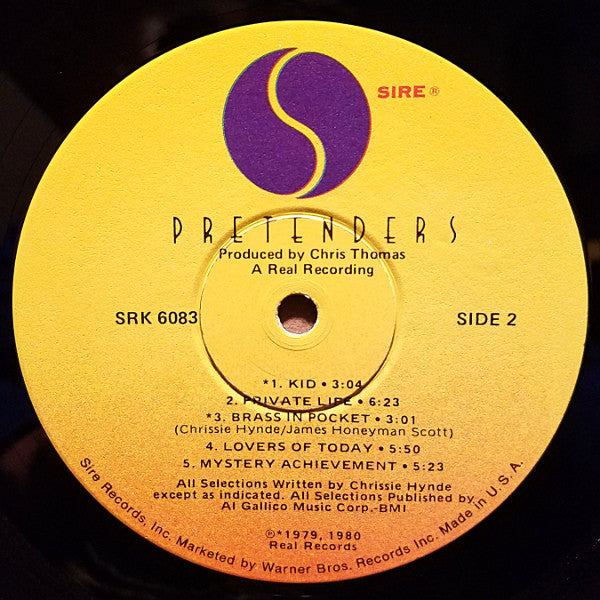 SIRE ®
PRETENDERS
Produced by Chris Thomas
A Real Recording
SRK 6083
SIDE 2
*1. KID • 3:04
2. PRIVATE LIFE • 6:23
*3. BRASS IN POCKET • 3:01
(Chrissie Hynde/James Honeyman Scott)
4. LOVERS OF TODAY • 5:50
5. MYSTERY ACHIEVEMENT • 5:23
All Selections Written by Chrissie Hynde
except as indicated. All Selections Published by
Al Gallico Music Corp.-BMI
℗*1979, 1980
Real Records
Sire Records, Inc. Marketed by Warner Bros. Records Inc. Made in U.S.A.